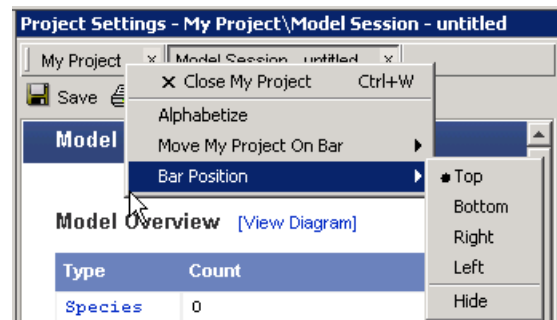 Project Settings - My Project\Model Session - untitled
My Project x Model Session untitled x
Save
Close My Project Ctrl+W
Alphabetize
Move My Project On Bar
Bar Position
Top
Bottom
Right
Left
Hide
Model
Model Overview [View Diagram]
Type Count
Species 0